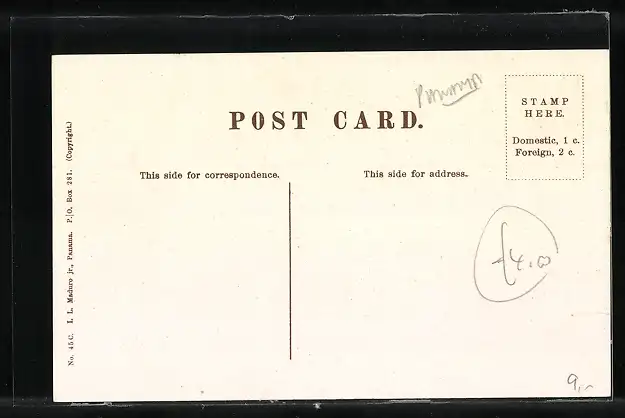 Panama
POST CARD.
STAMP
HERE.
Domestic, 1 c.
Foreign, 2 c.
This side for correspondence.
This side for address.
No. 45 C. I. L. Maduro jr., Panama. P. O. Box 281. (Copyright.)
£4.00
9,-